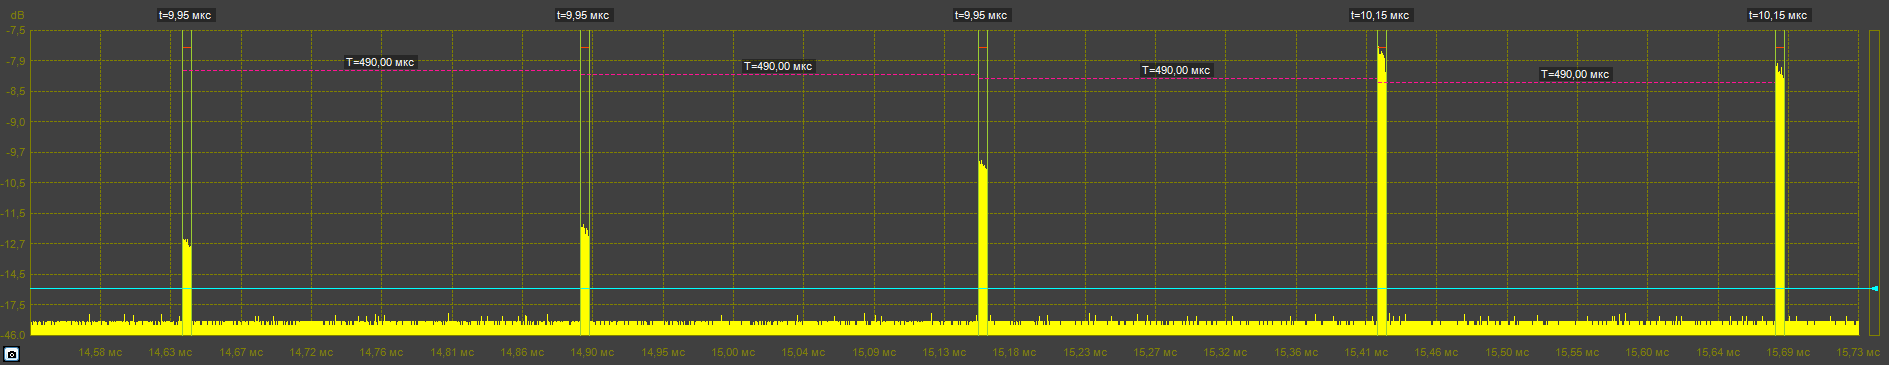 dB
t=9,95 мкс
t=9,95 мкс
t=9,95 мкс
t=10,15 мкс
t=10,15 мкс
-7,5
-7,9
-8,5
-9,0
-9,7
-10,5
-11,5
-12,7
-14,5
-17,5
-46.0
T=490,00 мкс
T=490,00 мкс
T=490,00 мкс
T=490,00 мкс
14,58 мс
14,63 мс
14,67 мс
14,72 мс
14,76 мс
14,81 мс
14,86 мс
14,90 мс
14,95 мс
15,00 мс
15,04 мс
15,09 мс
15,13 мс
15,18 мс
15,23 мс
15,27 мс
15,32 мс
15,36 мс
15,41 мс
15,46 мс
15,50 мс
15,55 мс
15,60 мс
15,64 мс
15,69 мс
15,73 мс